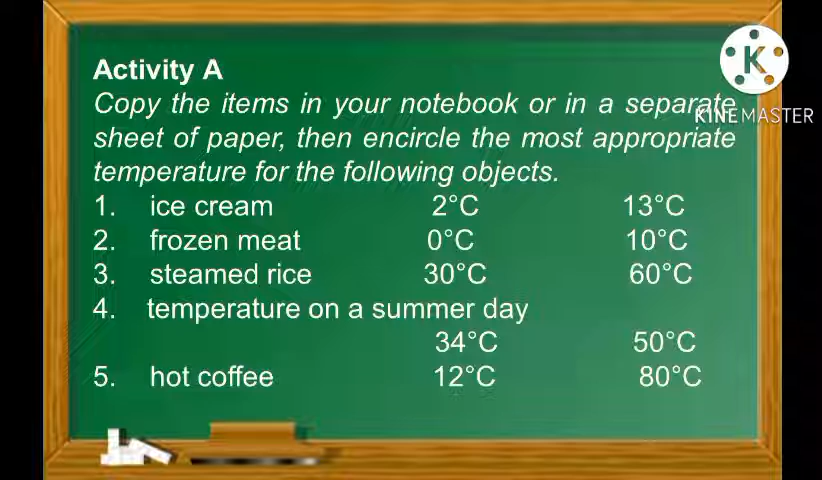 Activity A
K
Copy the items in your notebook or in a separate
KINEMASTER
sheet of paper, then encircle the most appropriate
temperature for the following objects.
1. ice cream 2°C 13°C
2. frozen meat 0°C 10°C
3. steamed rice 30°C 60°C
4. temperature on a summer day
34°C 50°C
5. hot coffee 12°C 80°C